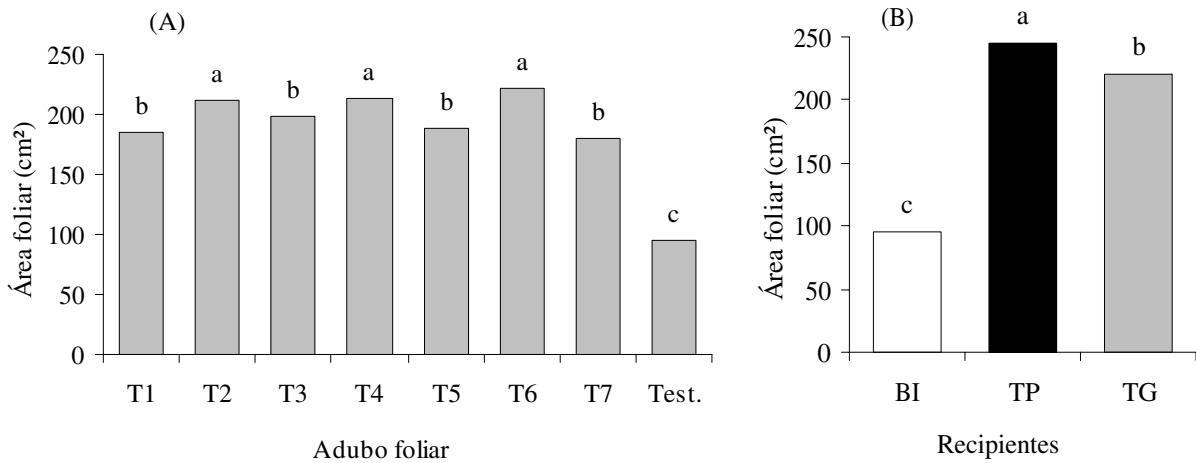 (A)
Área foliar (cm²)
250
200
150
100
50
0
b
a
b
a
b
a
b
c
T1 T2 T3 T4 T5 T6 T7 Test.
Adubo foliar
(B)
Área foliar (cm²)
250
200
150
100
50
0
c
a
b
BI TP TG
Recipientes